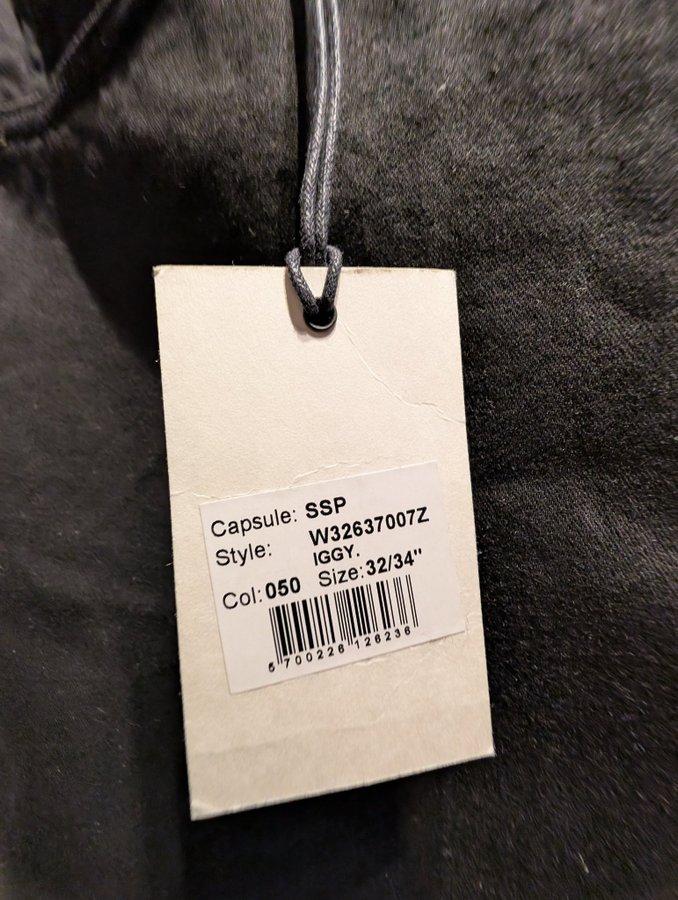 Capsule: SSP
Style: W32637007Z
IGGY.
Col: 050 Size: 32/34"
5 700226 126236